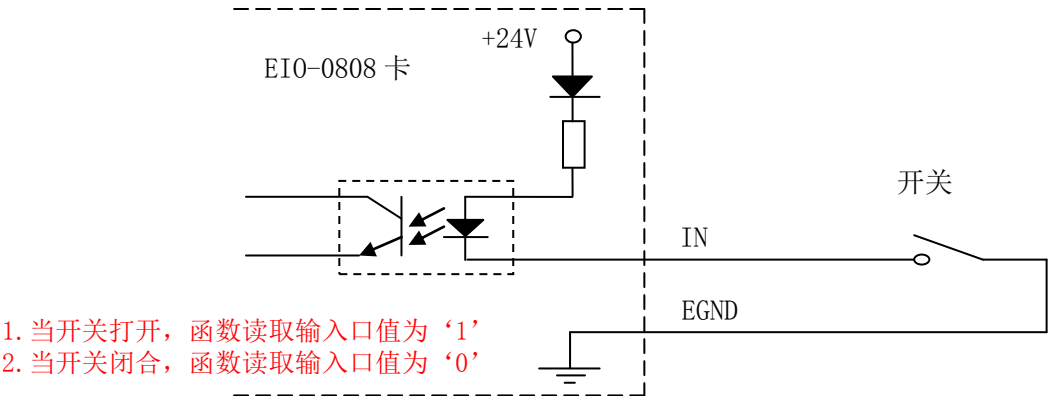 +24V
EIO-0808 卡
开关
IN
EGND
1.当开关打开，函数读取输入口值为‘1’
2.当开关闭合，函数读取输入口值为‘0’